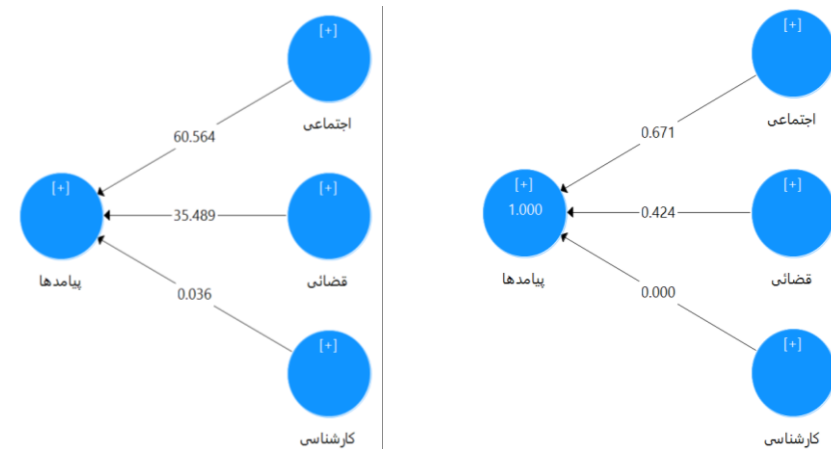 [+]
اجتماعی
60.564
[+]
پیامدها
35.489
[+]
قضائی
0.036
[+]
کارشناسی
[+]
اجتماعی
0.671
[+]
1.000
پیامدها
0.424
[+]
قضائی
0.000
[+]
کارشناسی